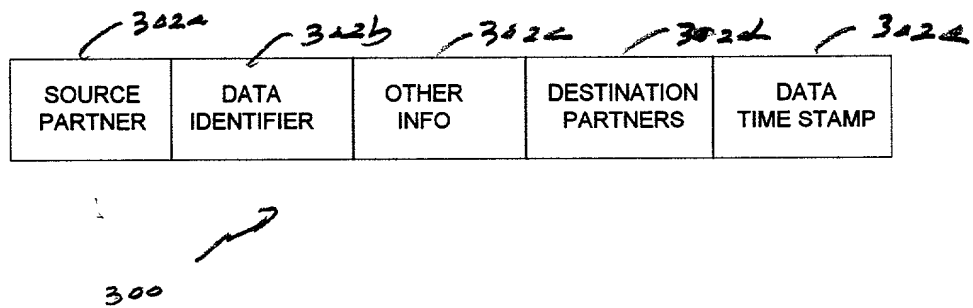 302a 302b 302c 302d 302e
SOURCE PARTNER
DATA IDENTIFIER
OTHER INFO
DESTINATION PARTNERS
DATA TIME STAMP
300